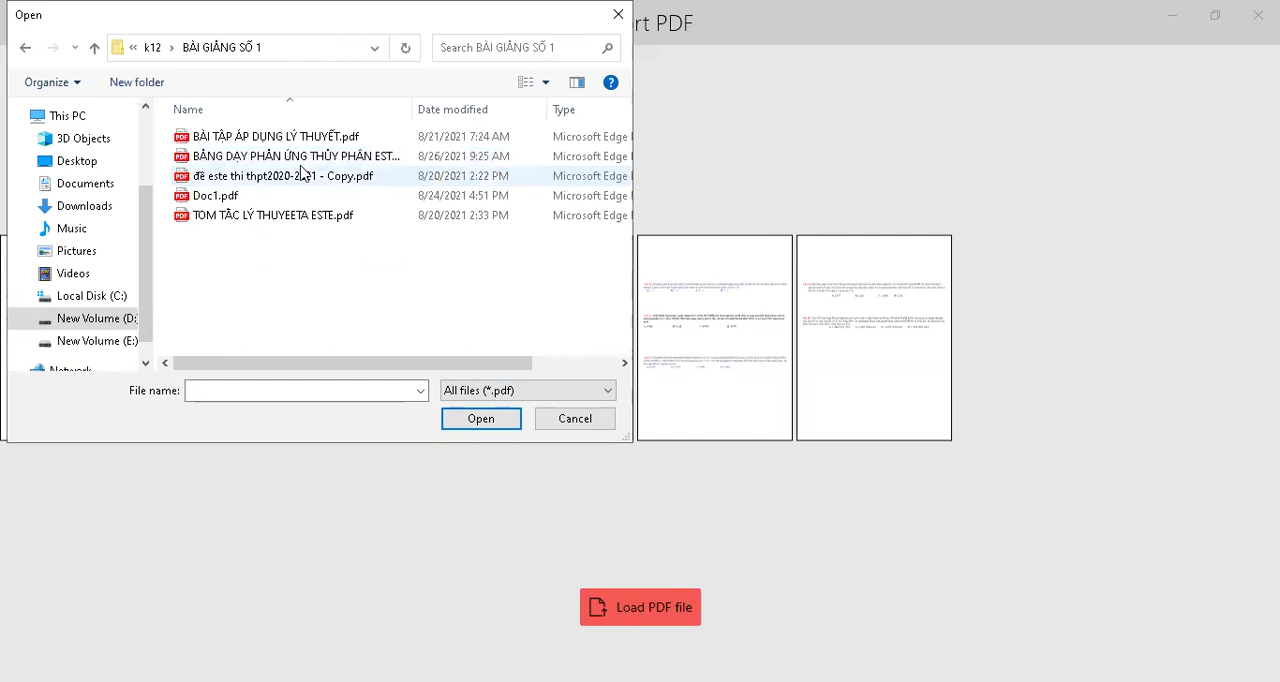 Open
rt PDF
« k12 › BÀI GIẢNG SỐ 1
Search BÀI GIẢNG SỐ 1
Organize
New folder
This PC
3D Objects
Desktop
Documents
Downloads
Music
Pictures
Videos
Local Disk (C:)
New Volume (D:
New Volume (E:)
Network
Name
Date modified
Type
BÀI TẬP ÁP DỤNG LÝ THUYẾT.pdf
8/21/2021 7:24 AM
Microsoft Edge
BẢNG DẠY PHẢN ỨNG THỦY PHÂN EST...
8/26/2021 9:25 AM
Microsoft Edge
đề este thi thpt2020-2021 - Copy.pdf
8/20/2021 2:22 PM
Microsoft Edge
Doc1.pdf
8/24/2021 4:51 PM
Microsoft Edge
TOM TẮC LÝ THUYEETA ESTE.pdf
8/20/2021 2:33 PM
Microsoft Edge
File name:
All files (*.pdf)
Open
Cancel
Load PDF file